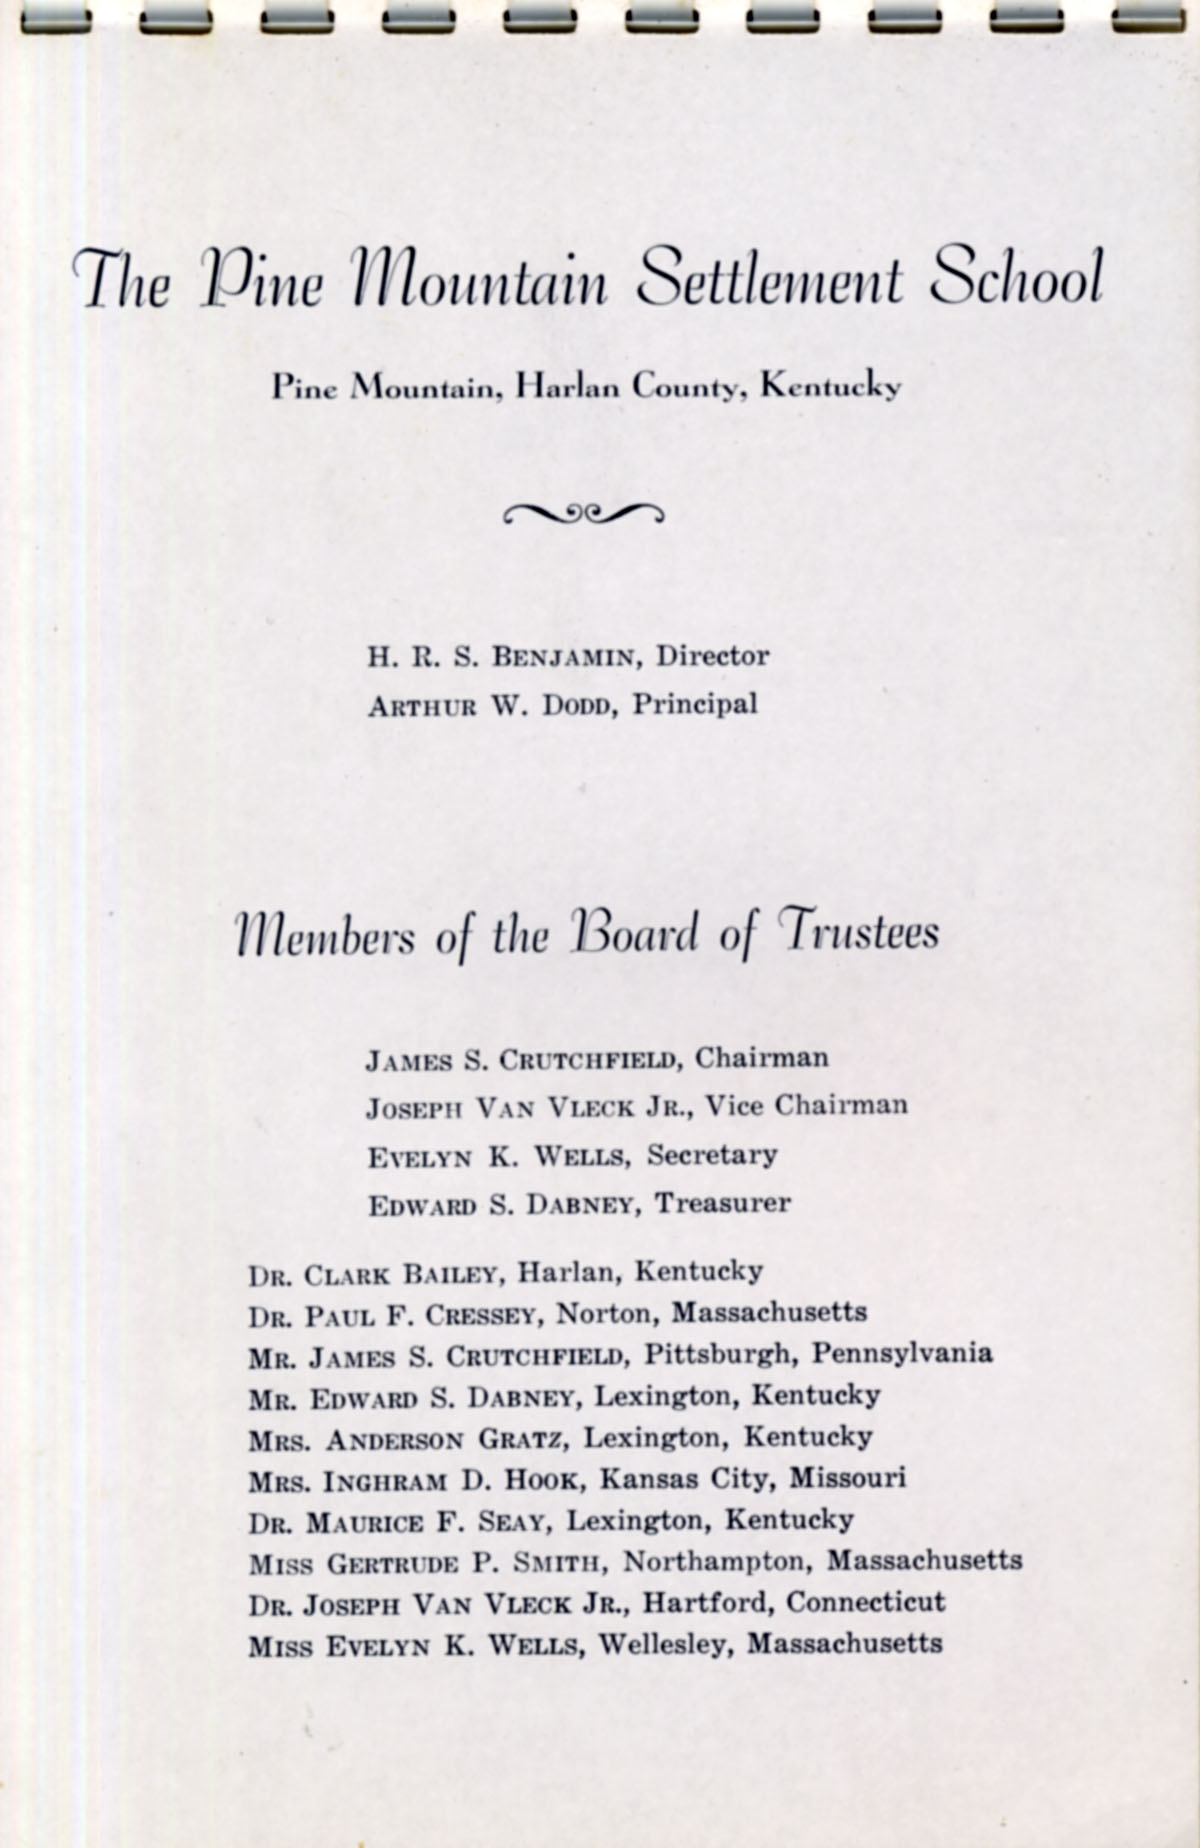 The Pine Mountain Settlement School
Pine Mountain, Harlan County, Kentucky
H. R. S. BENJAMIN, Director
ARTHUR W. DODD, Principal
Members of the Board of Trustees
JAMES S. CRUTCHFIELD, Chairman
JOSEPH VAN VLECK JR., Vice Chairman
EVELYN K. WELLS, Secretary
EDWARD S. DABNEY, Treasurer
DR. CLARK BAILEY, Harlan, Kentucky
DR. PAUL F. CRESSEY, Norton, Massachusetts
MR. JAMES S. CRUTCHFIELD, Pittsburgh, Pennsylvania
MR. EDWARD S. DABNEY, Lexington, Kentucky
MRS. ANDERSON GRATZ, Lexington, Kentucky
MRS. INGHRAM D. HOOK, Kansas City, Missouri
DR. MAURICE F. SEAY, Lexington, Kentucky
MISS GERTRUDE P. SMITH, Northampton, Massachusetts
DR. JOSEPH VAN VLECK JR., Hartford, Connecticut
MISS EVELYN K. WELLS, Wellesley, Massachusetts